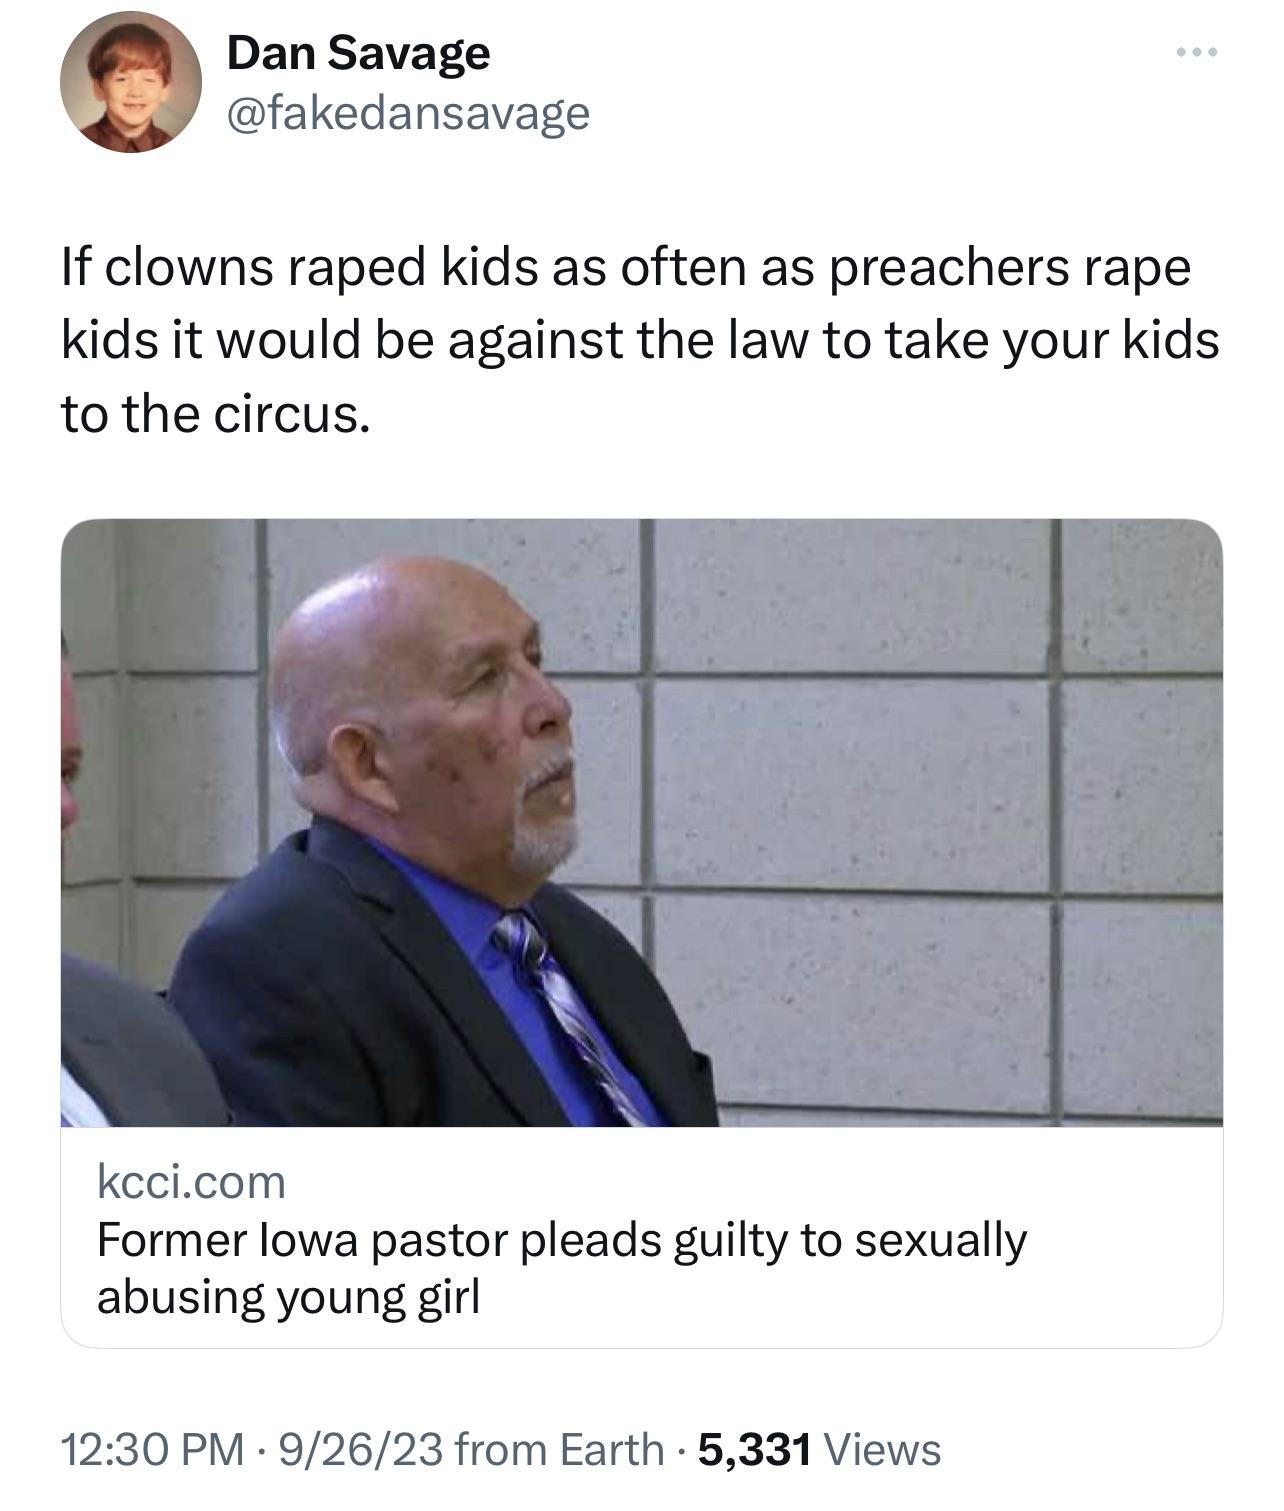 Dan Savage
@fakedansavage
If clowns raped kids as often as preachers rape
kids it would be against the law to take your kids
to the circus.
kcci.com
Former Iowa pastor pleads guilty to sexually
abusing young girl
12:30 PM · 9/26/23 from Earth · 5,331 Views